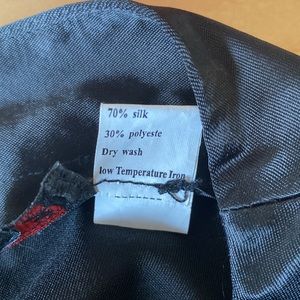 70% silk
30% polyeste
Dry wash
low Temperature Iron